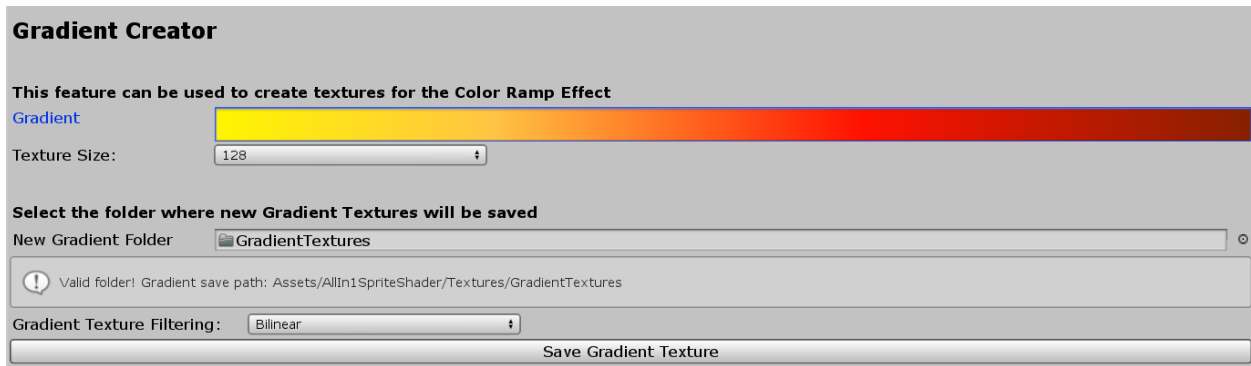 Gradient Creator
This feature can be used to create textures for the Color Ramp Effect
Gradient
Texture Size: 128
Select the folder where new Gradient Textures will be saved
New Gradient Folder GradientTextures
Valid folder! Gradient save path: Assets/AllIn1SpriteShader/Textures/GradientTextures
Gradient Texture Filtering: Bilinear
Save Gradient Texture